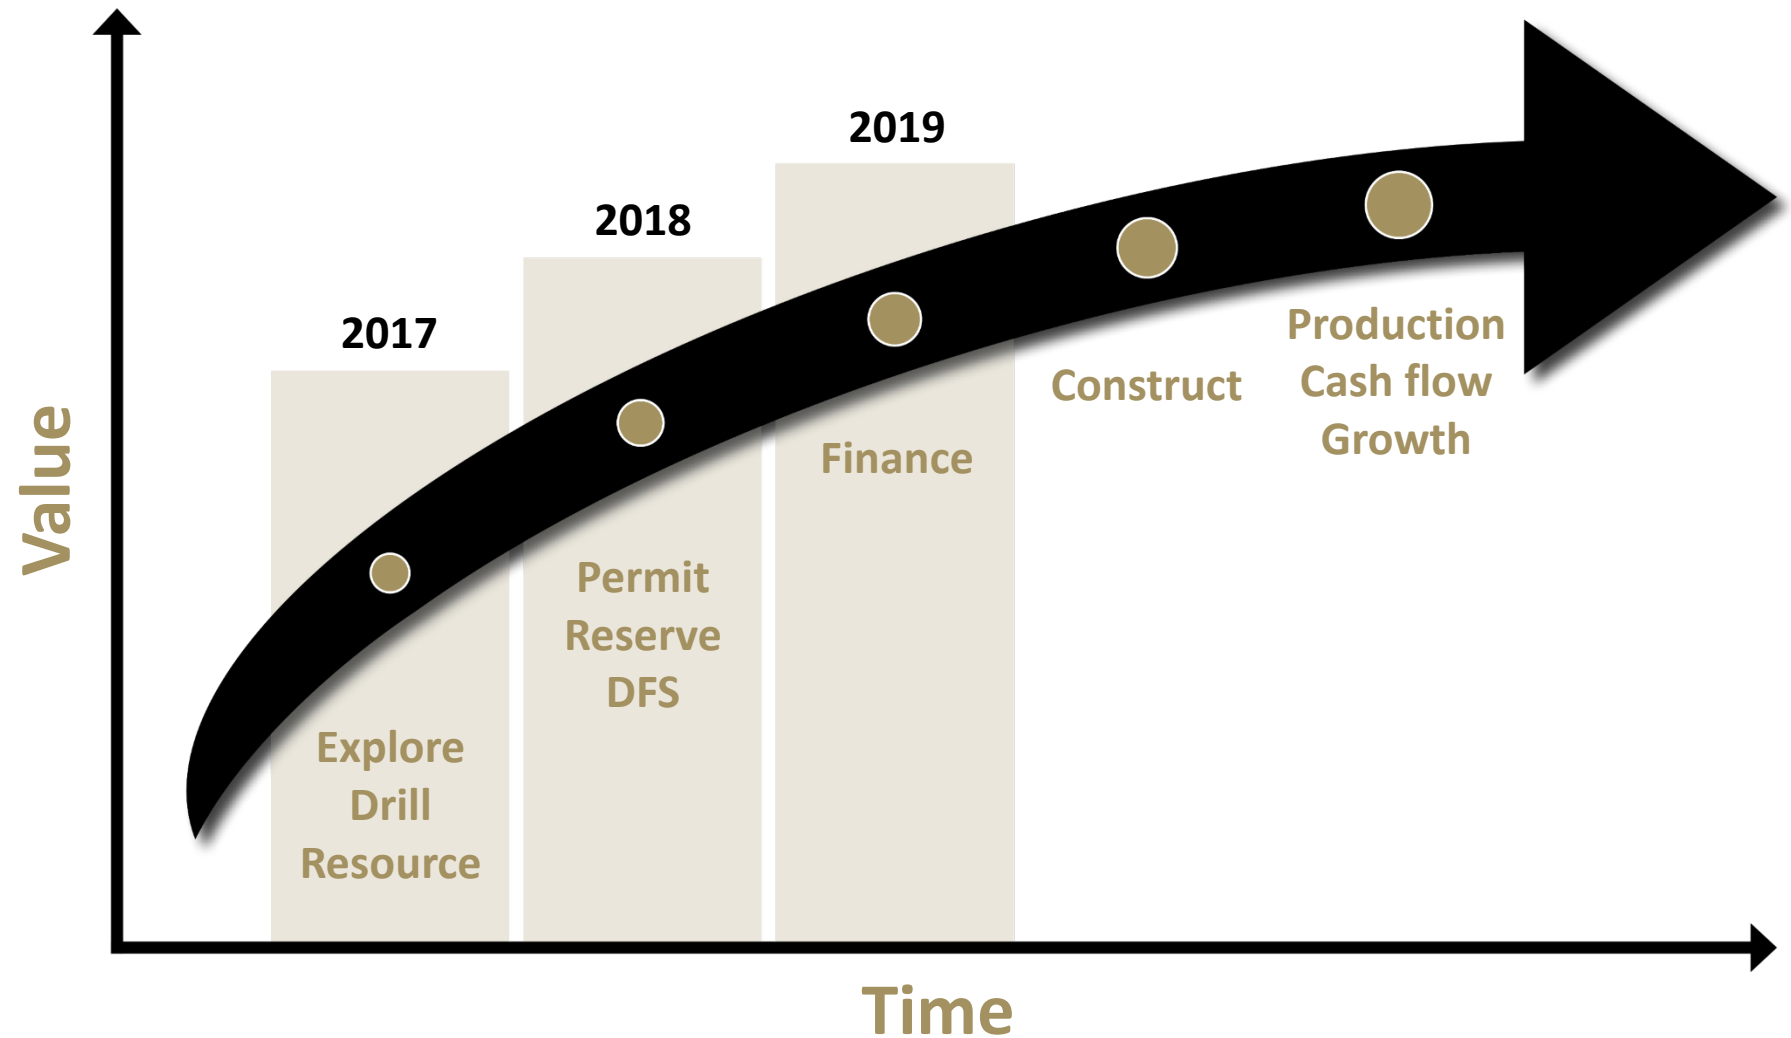 Value
2017
Explore
Drill
Resource
2018
Permit
Reserve
DFS
2019
Finance
Construct
Production
Cash flow
Growth
Time